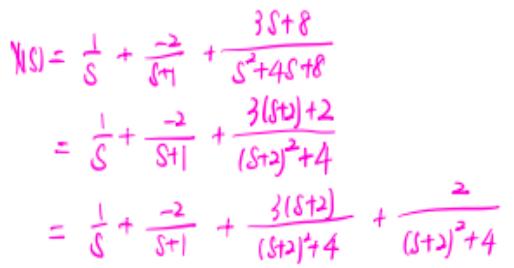 X(s) = 1/s + -2/s+1 + 3s+8/s²+4s+8
= 1/s + -2/s+1 + 3(s+2)+2/(s+2)²+4
= 1/s + -2/s+1 + 3(s+2)/(s+2)²+4 + 2/(s+2)²+4